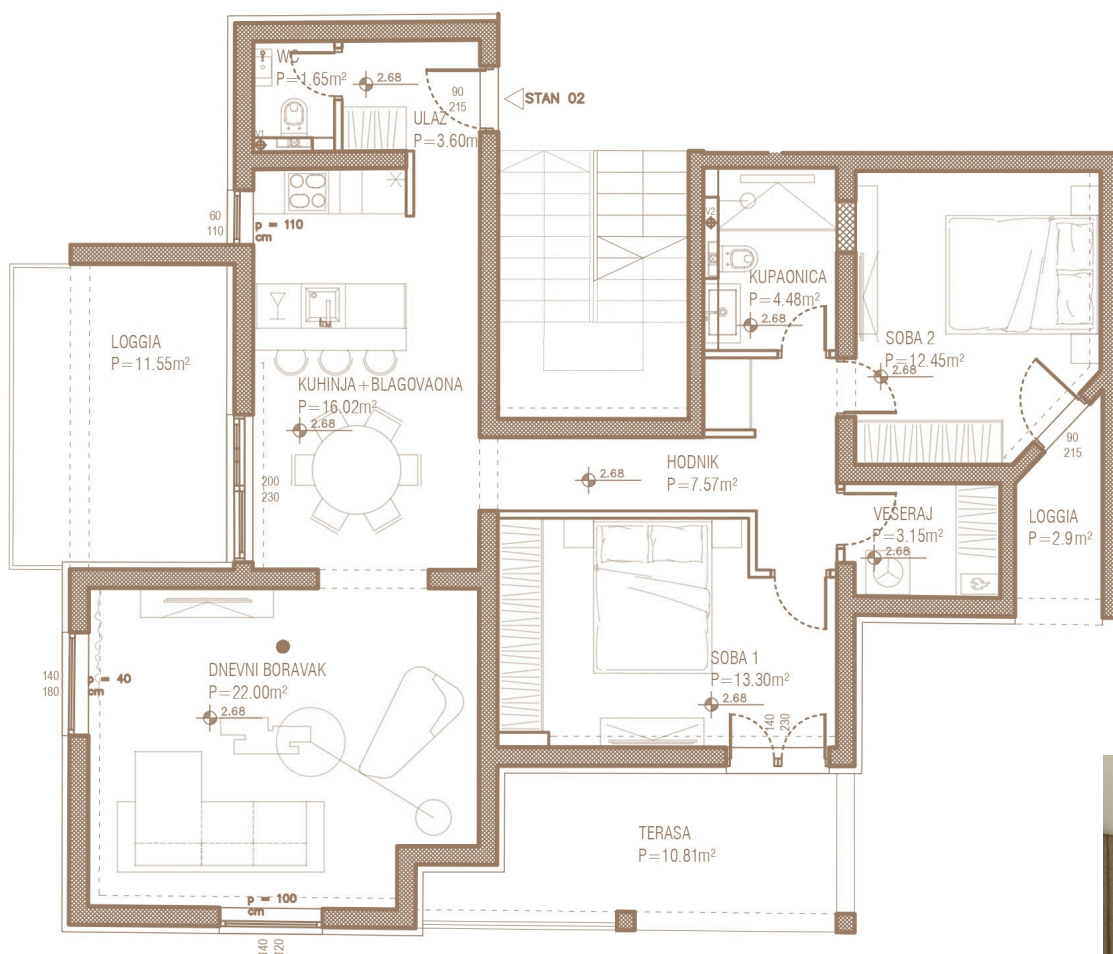 WC
P=1.65m²
2.68
90
215
STAN 02
ULAZ
P=3.60m
V1
60
110
p = 110
cm
V2
KUPAONICA
P=4.48m²
2.68
LOGGIA
P=11.55m²
SOBA 2
P=12.45m²
2.68
KUHINJA+BLAGOVAONA
P=16.02m²
2.68
90
215
200
230
HODNIK
P=7.57m²
2.68
VEŠERAJ
P=3.15m²
2.68
LOGGIA
P=2.9m²
140
180
p = 40
cm
DNEVNI BORAVAK
P=22.00m²
2.68
SOBA 1
P=13.30m²
2.68
140
230
TERASA
P=10.81m²
p = 100
cm
140
120